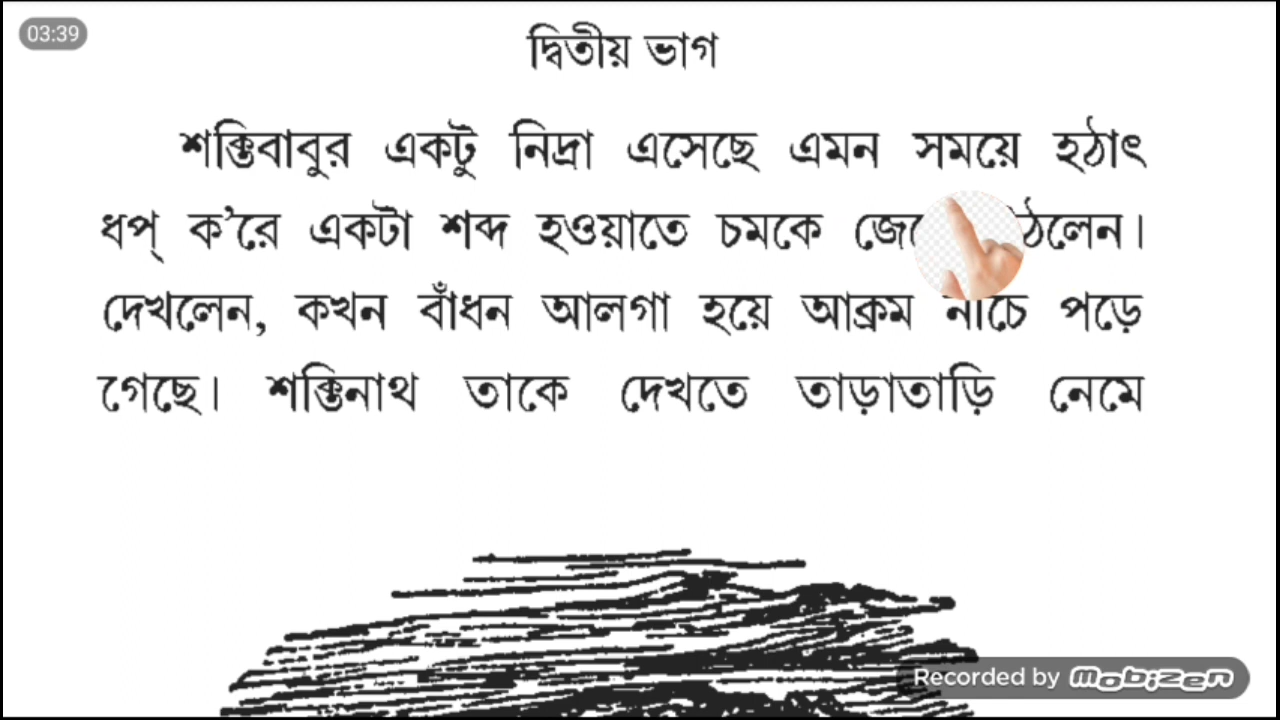 03:39
দ্বিতীয় ভাগ
শক্তিবাবুর একটু নিদ্রা এসেছে এমন সময়ে হঠাৎ
ধপ্ ক’রে একটা শব্দ হওয়াতে চমকে
দেখলেন, কখন বাঁধন আলগা হয়ে আক্রম নীচে পড়ে
গেছে। শক্তিনাথ তাকে দেখতে তাড়াতাড়ি নেমে
Recorded by mobizen